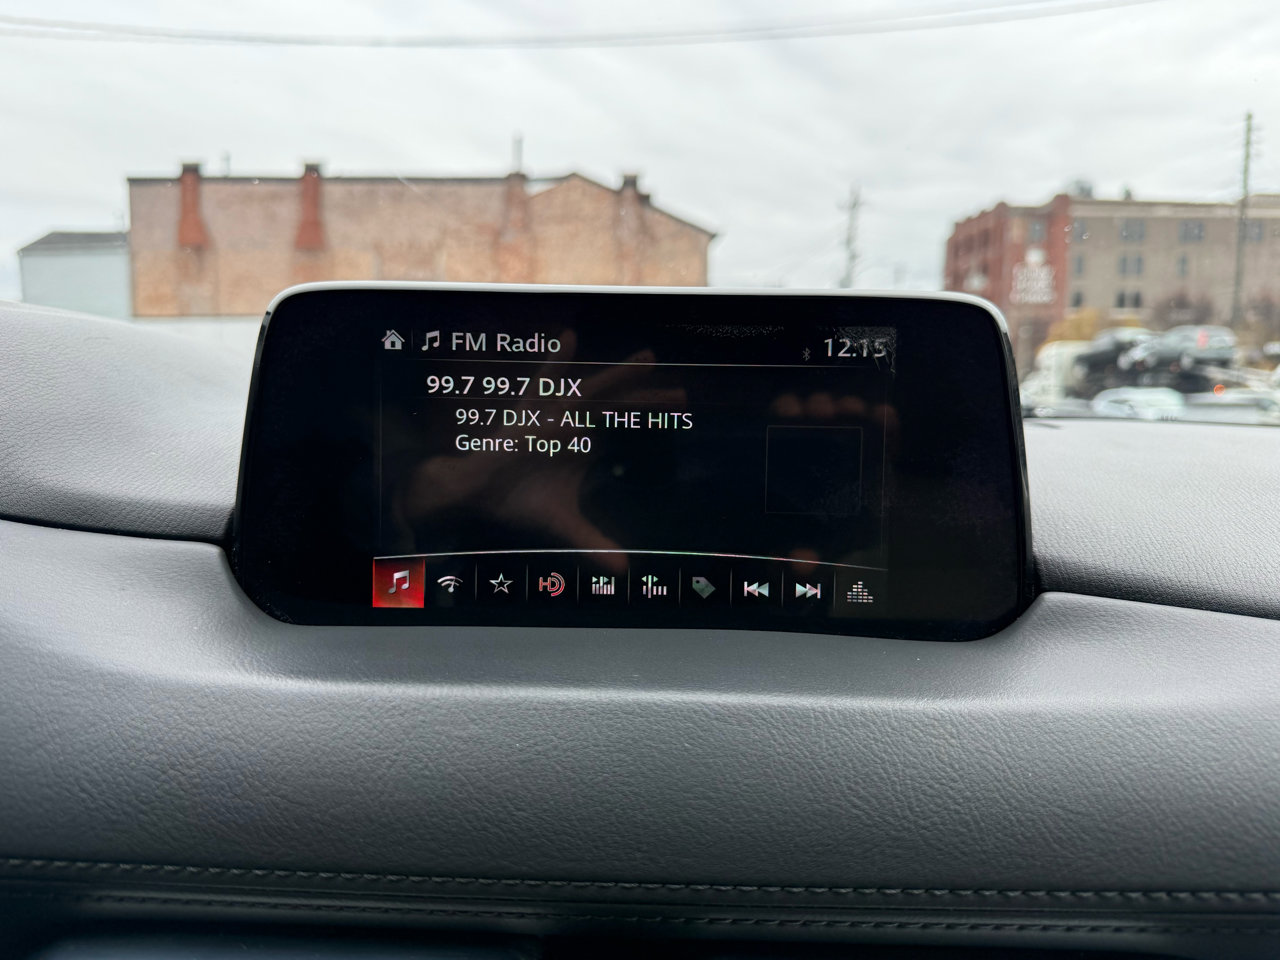 FM Radio
12:15
99.7 99.7 DJX
99.7 DJX - ALL THE HITS
Genre: Top 40
HD